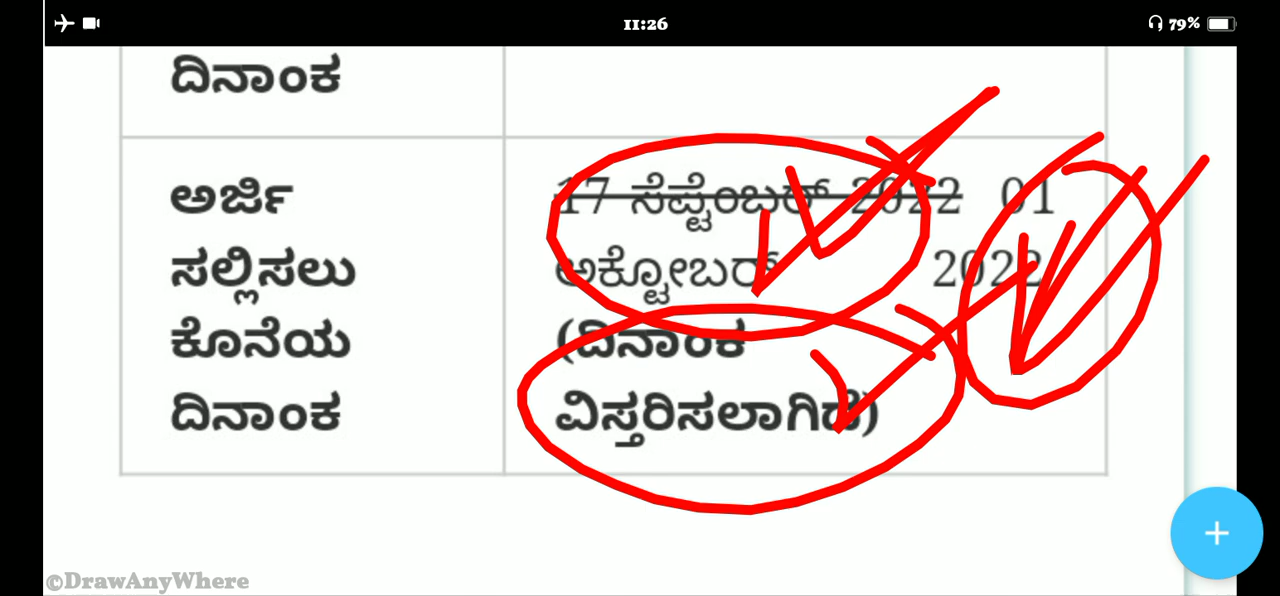 11:26
79%
ದಿನಾಂಕ
ಅರ್ಜಿ
ಸಲ್ಲಿಸಲು
ಕೊನೆಯ
ದಿನಾಂಕ
17 ಸೆಪ್ಟೆಂಬರ್ 2022 01
ಅಕ್ಟೋಬರ್ 2022
(ದಿನಾಂಕ
ವಿಸ್ತರಿಸಲಾಗಿದೆ)
©DrawAnyWhere